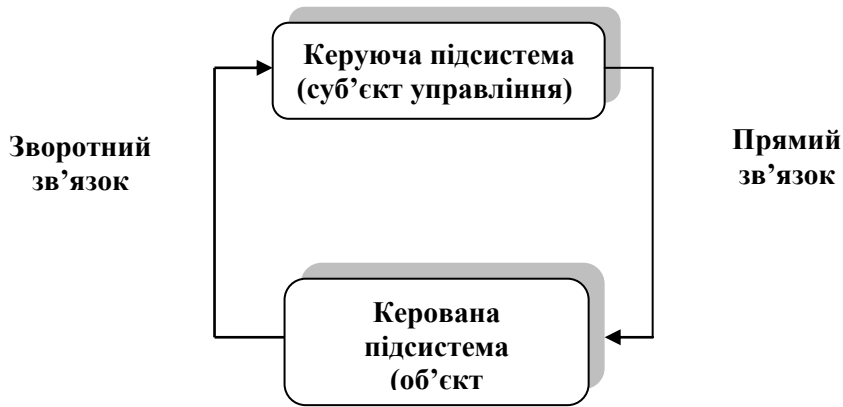 Керуюча підсистема
(суб’єкт управління)
Зворотний
зв’язок
Прямий
зв’язок
Керована
підсистема
(об’єкт